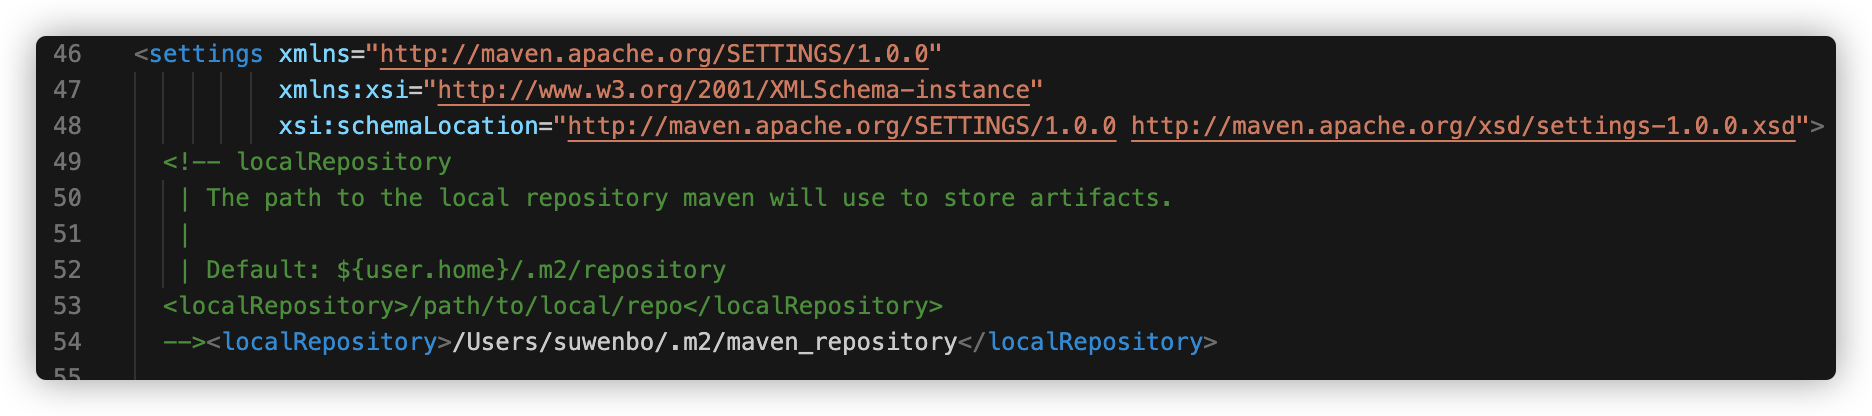 46 <settings xmlns="http://maven.apache.org/SETTINGS/1.0.0"
47 xmlns:xsi="http://www.w3.org/2001/XMLSchema-instance"
48 xsi:schemaLocation="http://maven.apache.org/SETTINGS/1.0.0 http://maven.apache.org/xsd/settings-1.0.0.xsd">
49 <!-- localRepository
50 | The path to the local repository maven will use to store artifacts.
51 |
52 | Default: ${user.home}/.m2/repository
53 <localRepository>/path/to/local/repo</localRepository>
54 --><localRepository>/Users/suwenbo/.m2/maven_repository</localRepository>
55